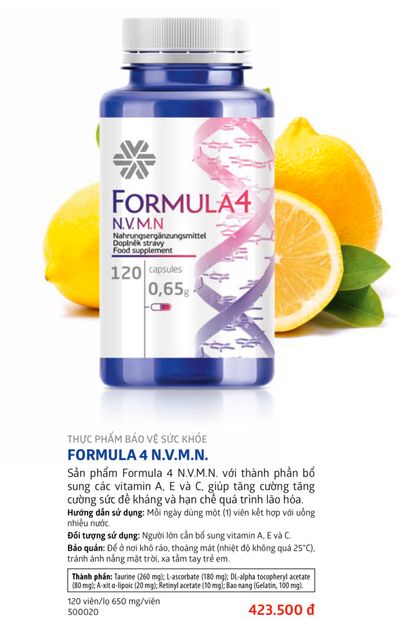 FORMULA4
N.V.M.N
Nahrungsergänzungsmittel
Doplněk stravy
Food supplement
120 capsules
0,65g
THỰC PHẨM BẢO VỆ SỨC KHỎE
FORMULA 4 N.V.M.N.
Sản phẩm Formula 4 N.V.M.N. với thành phần bổ
sung các vitamin A, E và C, giúp tăng cường tăng
cường sức đề kháng và hạn chế quá trình lão hóa.
Hướng dẫn sử dụng: Mỗi ngày dùng một (1) viên kết hợp với uống
nhiều nước.
Đối tượng sử dụng: Người lớn cần bổ sung vitamin A, E và C.
Bảo quản: Để ở nơi khô ráo, thoáng mát (nhiệt độ không quá 25°C),
tránh ánh nắng mặt trời, xa tầm tay trẻ em.
Thành phần: Taurine (260 mg); L-ascorbate (180 mg); DL-alpha tocopheryl acetate
(80 mg); A-xít α-lipoic (20 mg); Retinyl acetate (10 mg); Bao nang (Gelatin, 100 mg).
120 viên/lọ 650 mg/viên
500020
423.500 đ